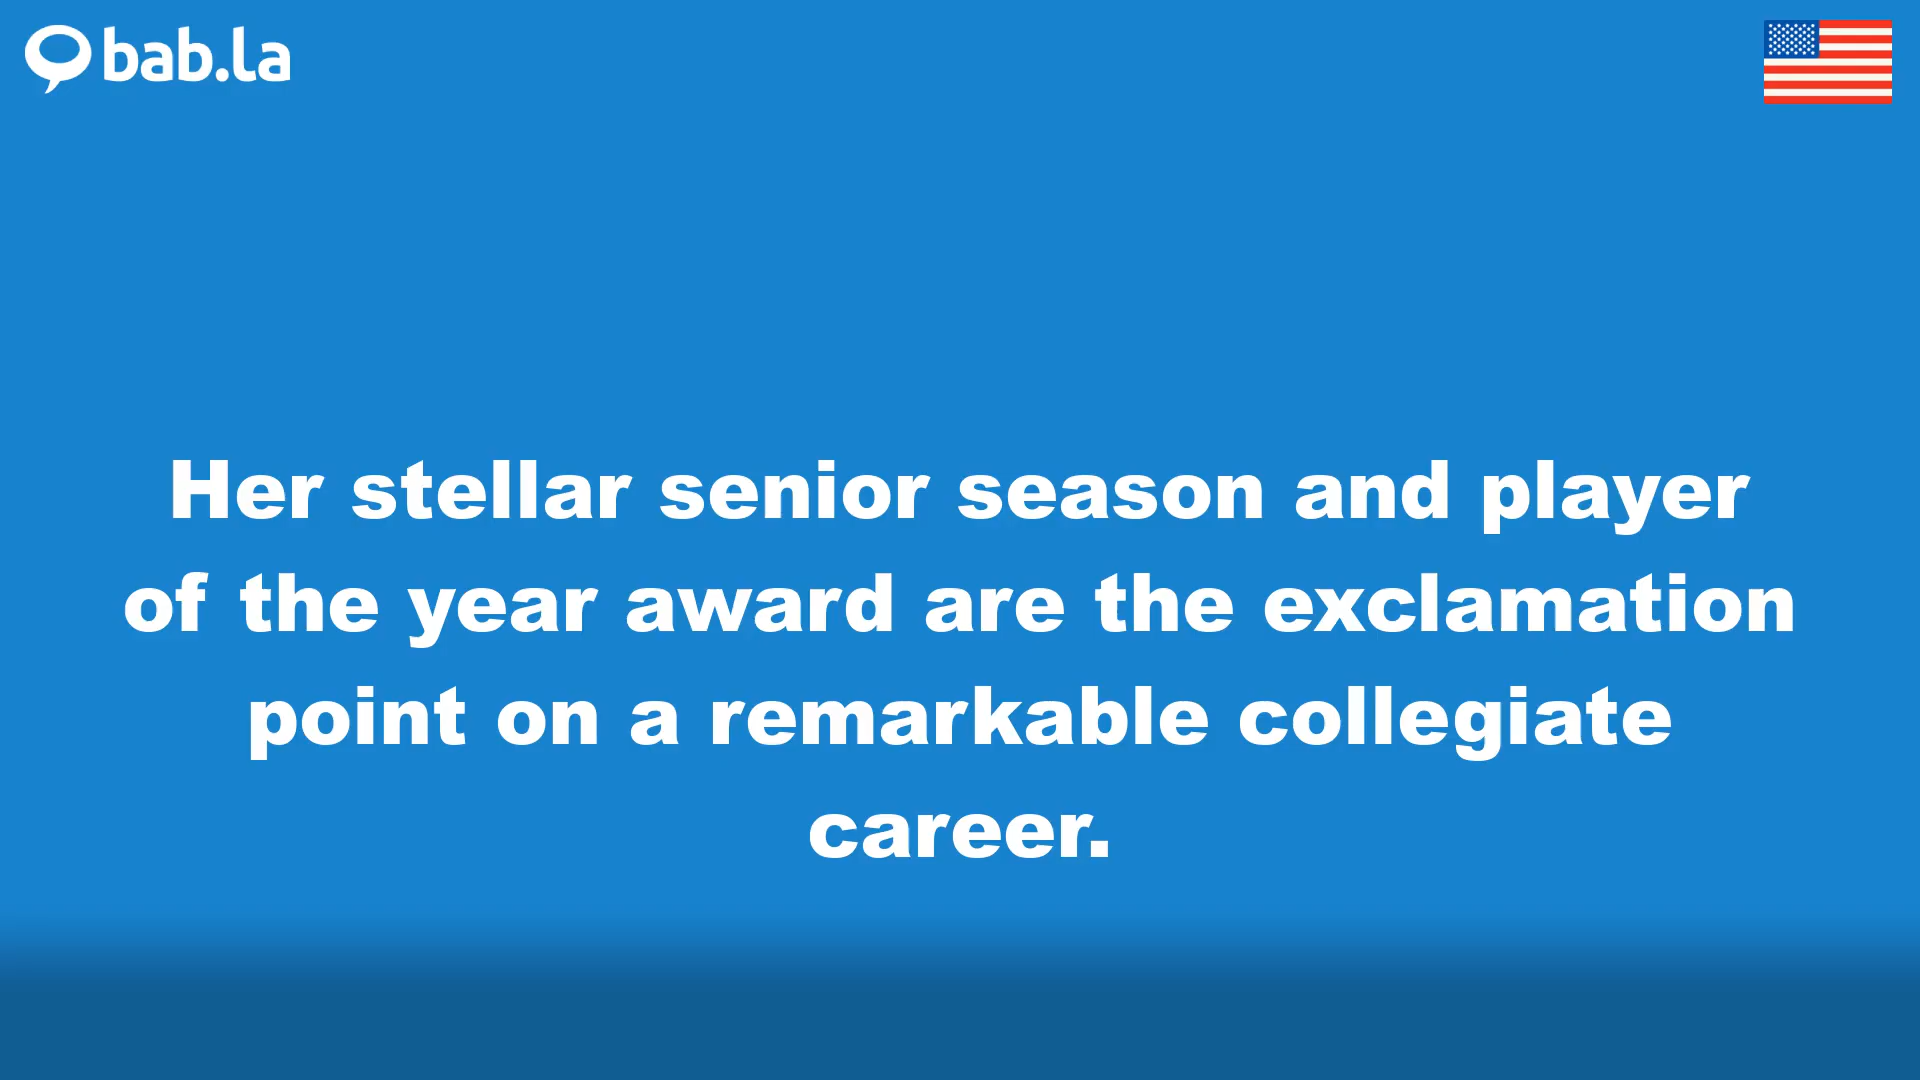 bab.la
Her stellar senior season and player
of the year award are the exclamation
point on a remarkable collegiate
career.